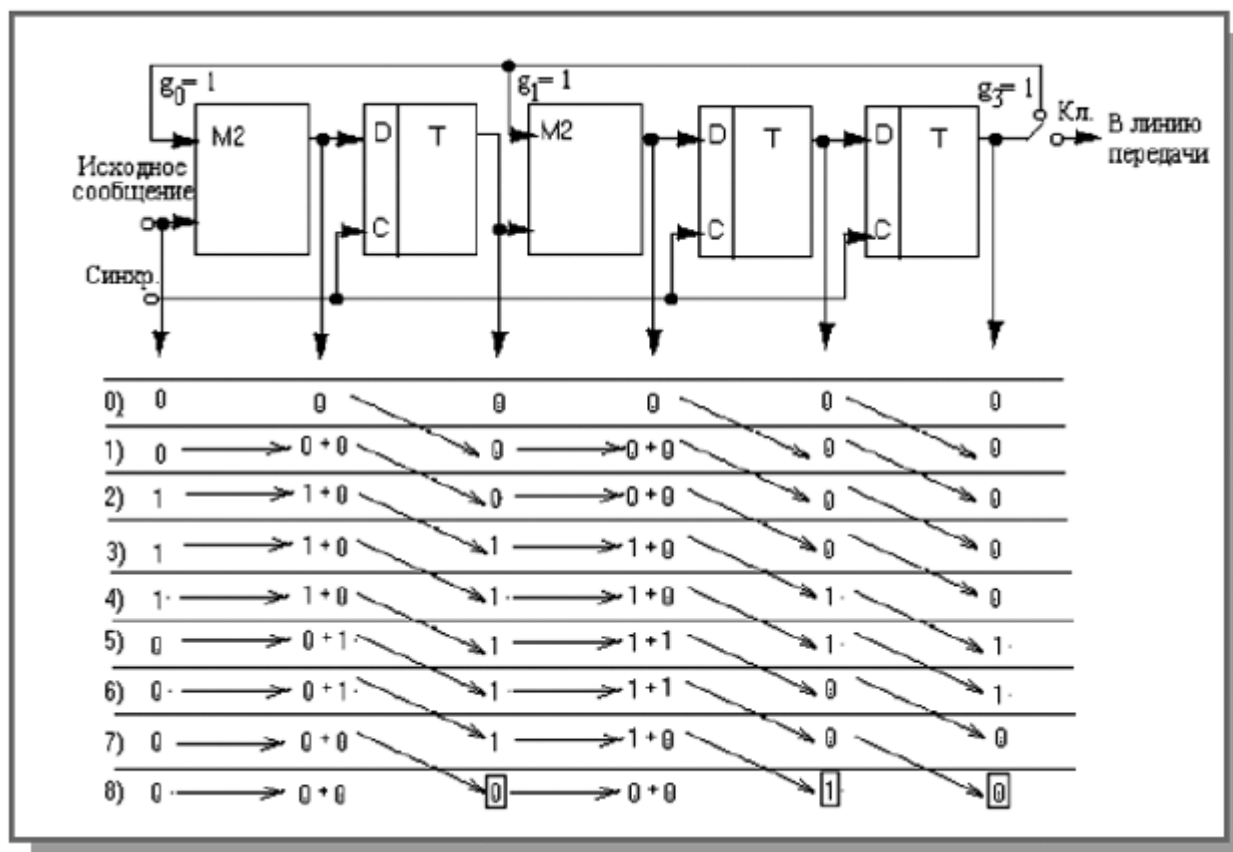 g0= 1 g1= 1 g3= 1 Кл.
М2 D T М2 D T D T В линию
передачи
Исходное
сообщение
C C C
Синхр.
0) 0 0 0 0 0 0
1) 0 0+0 0 0+0 0 0
2) 1 1+0 0 0+0 0 0
3) 1 1+0 1 1+0 0 0
4) 1 1+0 1 1+0 1 0
5) 0 0+1 1 1+1 1 1
6) 0 0+1 1 1+1 0 1
7) 0 0+0 1 1+0 0 0
8) 0 0+0 0 0+0 1 0